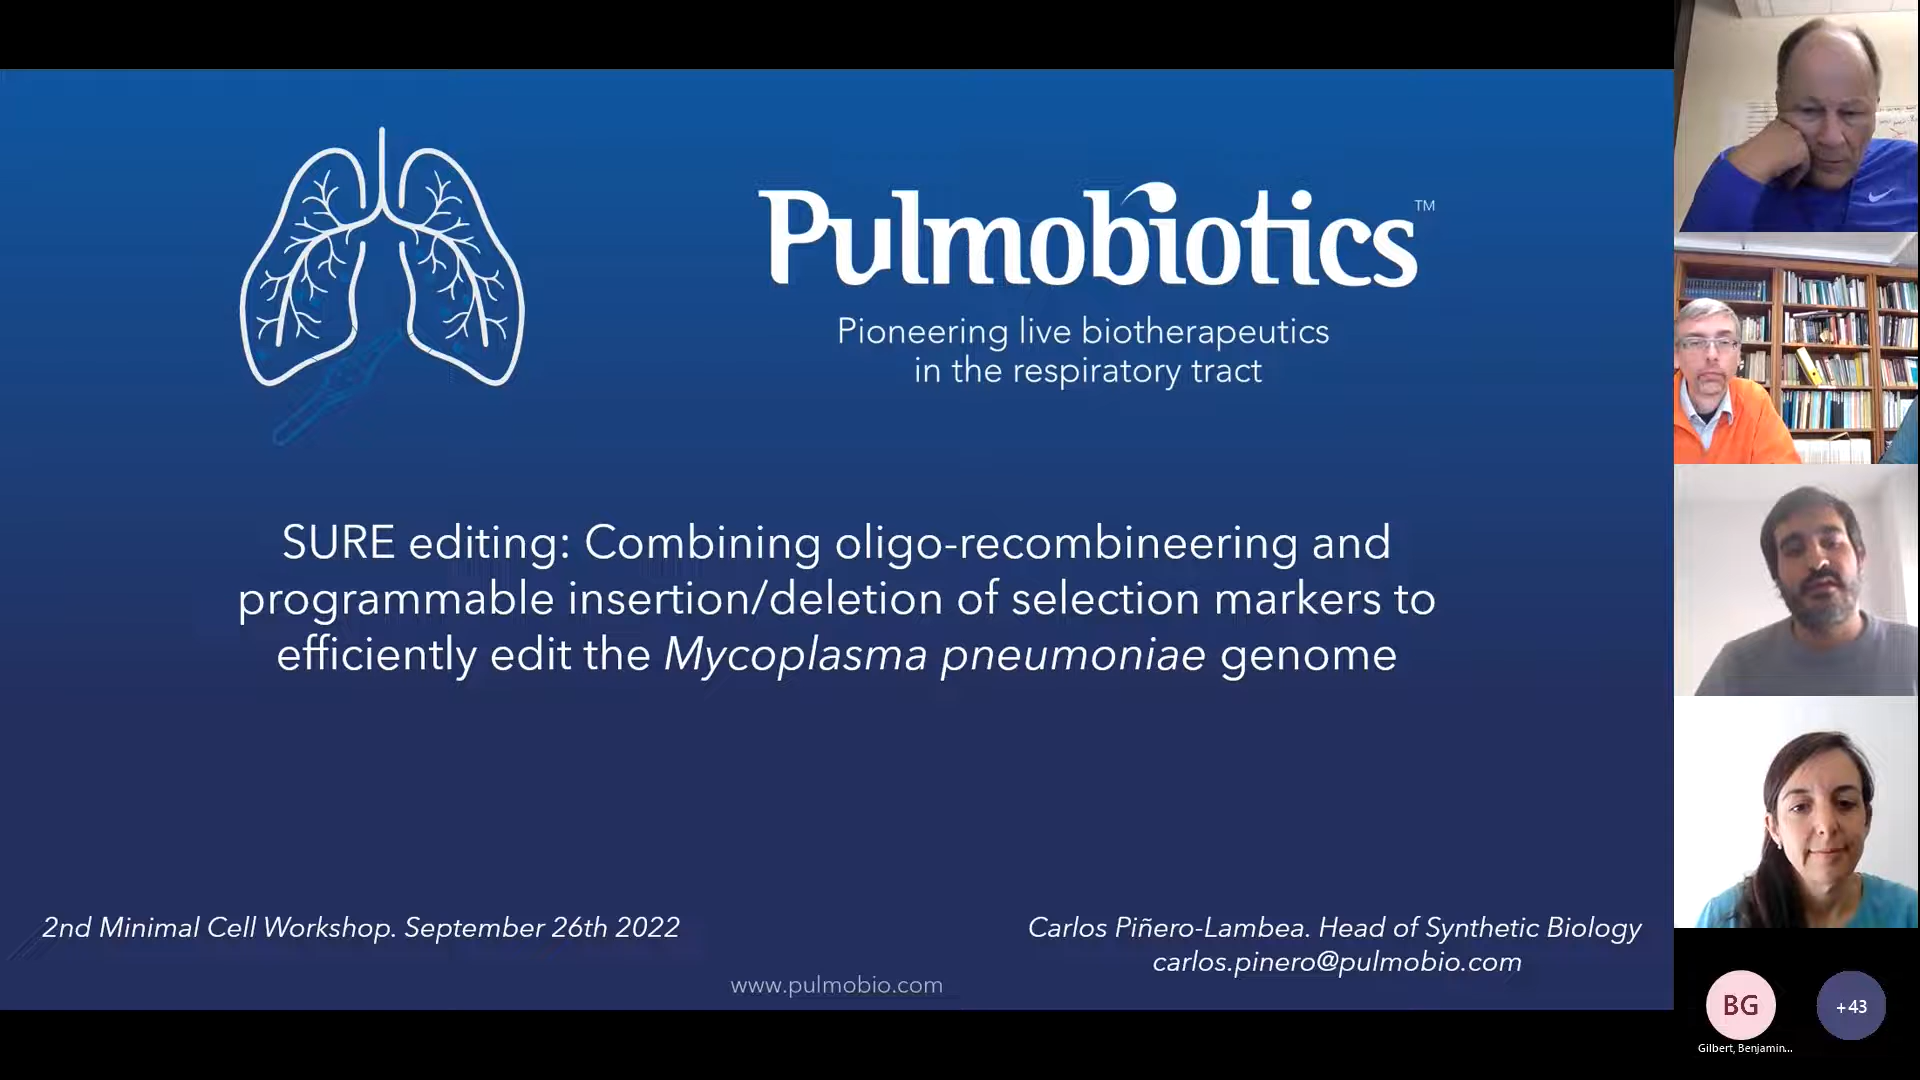 Pulmobiotics™
Pioneering live biotherapeutics
in the respiratory tract
SURE editing: Combining oligo-recombineering and
programmable insertion/deletion of selection markers to
efficiently edit the Mycoplasma pneumoniae genome
2nd Minimal Cell Workshop. September 26th 2022
Carlos Piñero-Lambea. Head of Synthetic Biology
carlos.pinero@pulmobio.com
www.pulmobio.com
BG
+43
Gilbert, Benjamin...